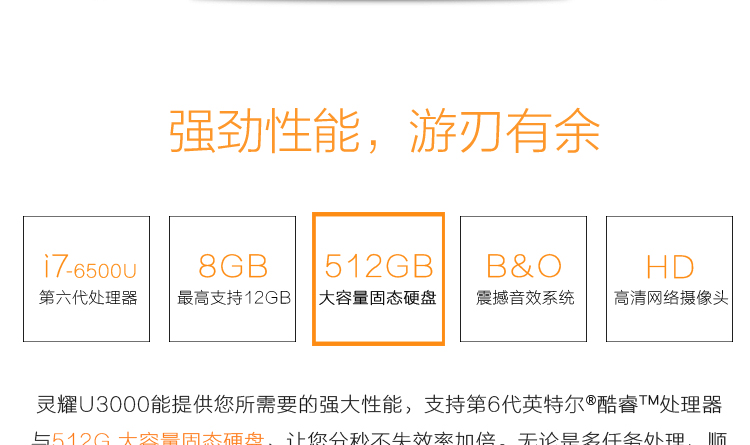 强劲性能，游刃有余
i7-6500U
第六代处理器
8GB
最高支持12GB
512GB
大容量固态硬盘
B&O
震撼音效系统
HD
高清网络摄像头
灵耀U3000能提供您所需要的强大性能，支持第6代英特尔®酷睿™处理器
与512G 大容量固态硬盘，让您分秒不失效率加倍。无论是多任务处理、顺